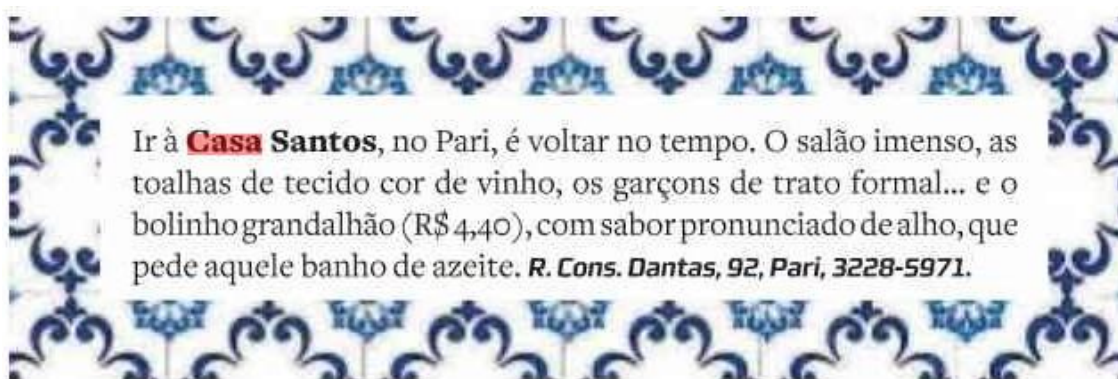 Ir à Casa Santos, no Pari, é voltar no tempo. O salão imenso, as
toalhas de tecido cor de vinho, os garçons de trato formal... e o
bolinho grandalhão (R$ 4,40), com sabor pronunciado de alho, que
pede aquele banho de azeite. R. Cons. Dantas, 92, Pari, 3228-5971.